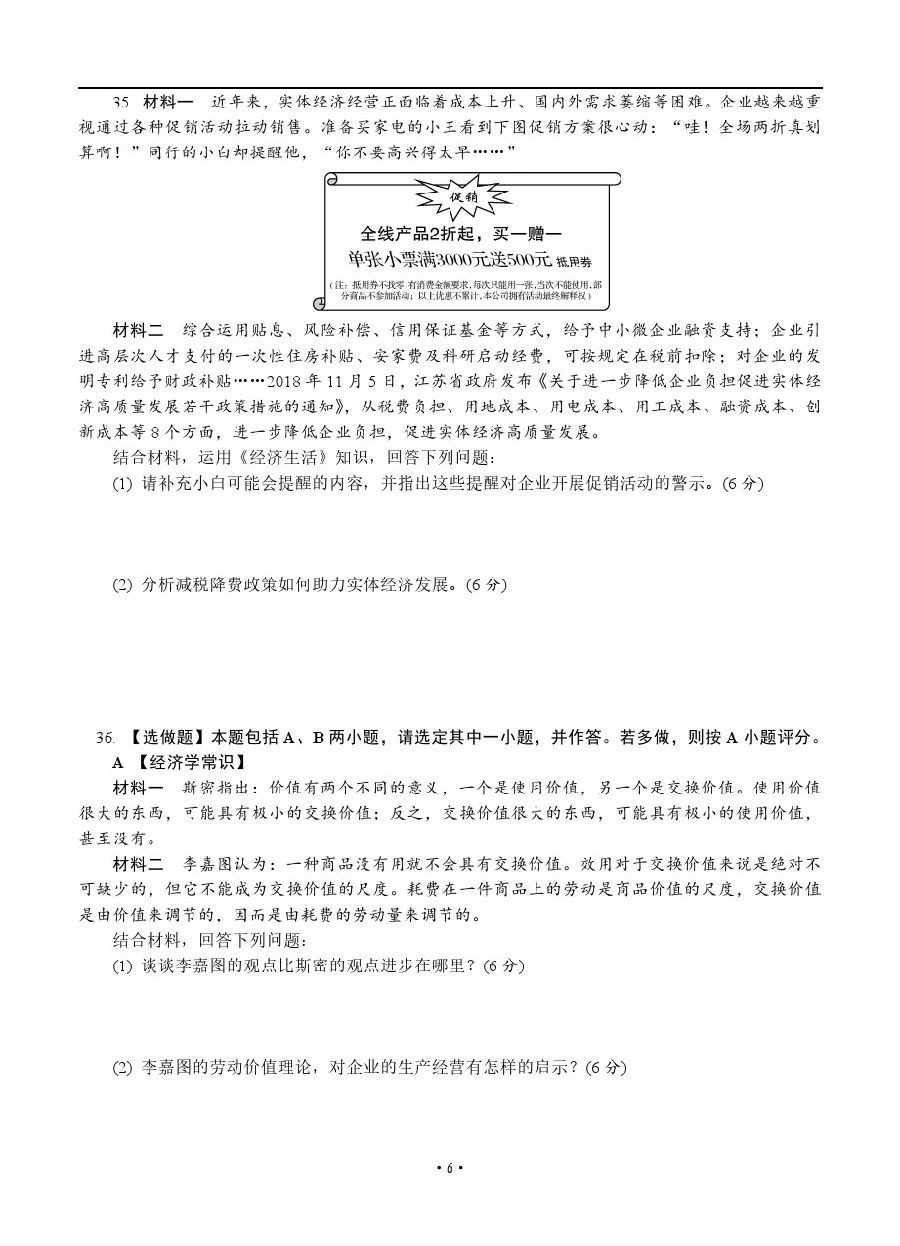 35 材料一 近年来，实体经济经营正面临着成本上升、国内外需求萎缩等困难。企业越来越重
视通过各种促销活动拉动销售。准备买家电的小王看到下图促销方案很心动：“哇！全场两折真划
算啊！”同行的小白却提醒他，“你不要高兴得太早……”
促销
全线产品2折起，买一赠一
单张小票满3000元送500元 抵用券
(注：抵用券不找零.有消费金额要求,每次只能用一张,当次不能使用,部
分商品不参加活动；以上优惠不累计,本公司拥有活动最终解释权)
材料二 综合运用贴息、风险补偿、信用保证基金等方式，给予中小微企业融资支持；企业引
进高层次人才支付的一次性住房补贴、安家费及科研启动经费，可按规定在税前扣除；对企业的发
明专利给予财政补贴……2018年11月5日，江苏省政府发布《关于进一步降低企业负担促进实体经
济高质量发展若干政策措施的通知》，从税费负担、用地成本、用电成本、用工成本、融资成本、创
新成本等8个方面，进一步降低企业负担，促进实体经济高质量发展。
结合材料，运用《经济生活》知识，回答下列问题：
(1) 请补充小白可能会提醒的内容，并指出这些提醒对企业开展促销活动的警示。(6分)
(2) 分析减税降费政策如何助力实体经济发展。(6分)
36. 【选做题】本题包括A、B两小题，请选定其中一小题，并作答。若多做，则按A小题评分。
A 【经济学常识】
材料一 斯密指出：价值有两个不同的意义，一个是使用价值，另一个是交换价值。使用价值
很大的东西，可能具有极小的交换价值；反之，交换价值很大的东西，可能具有极小的使用价值，
甚至没有。
材料二 李嘉图认为：一种商品没有用就不会具有交换价值。效用对于交换价值来说是绝对不
可缺少的，但它不能成为交换价值的尺度。耗费在一件商品上的劳动是商品价值的尺度，交换价值
是由价值来调节的，因而是由耗费的劳动量来调节的。
结合材料，回答下列问题：
(1) 谈谈李嘉图的观点比斯密的观点进步在哪里？(6分)
(2) 李嘉图的劳动价值理论，对企业的生产经营有怎样的启示？(6分)
·6·